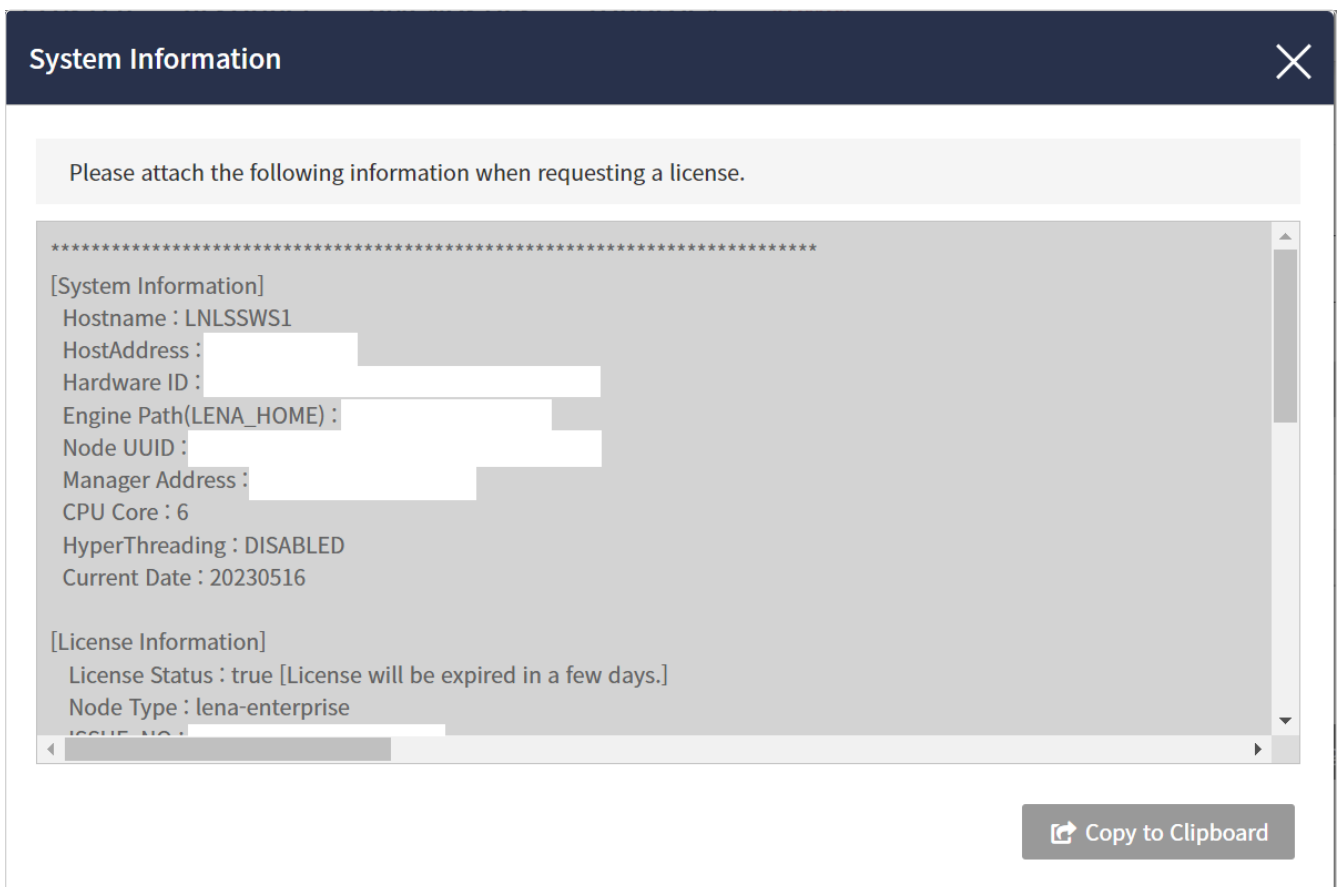 System Information
Please attach the following information when requesting a license.
****************************************************************************
[System Information]
Hostname : LNLSSWS1
HostAddress :
Hardware ID :
Engine Path(LENA_HOME) :
Node UUID :
Manager Address :
CPU Core : 6
HyperThreading : DISABLED
Current Date : 20230516
[License Information]
License Status : true [License will be expired in a few days.]
Node Type : lena-enterprise
ISSUE_NO :
Copy to Clipboard